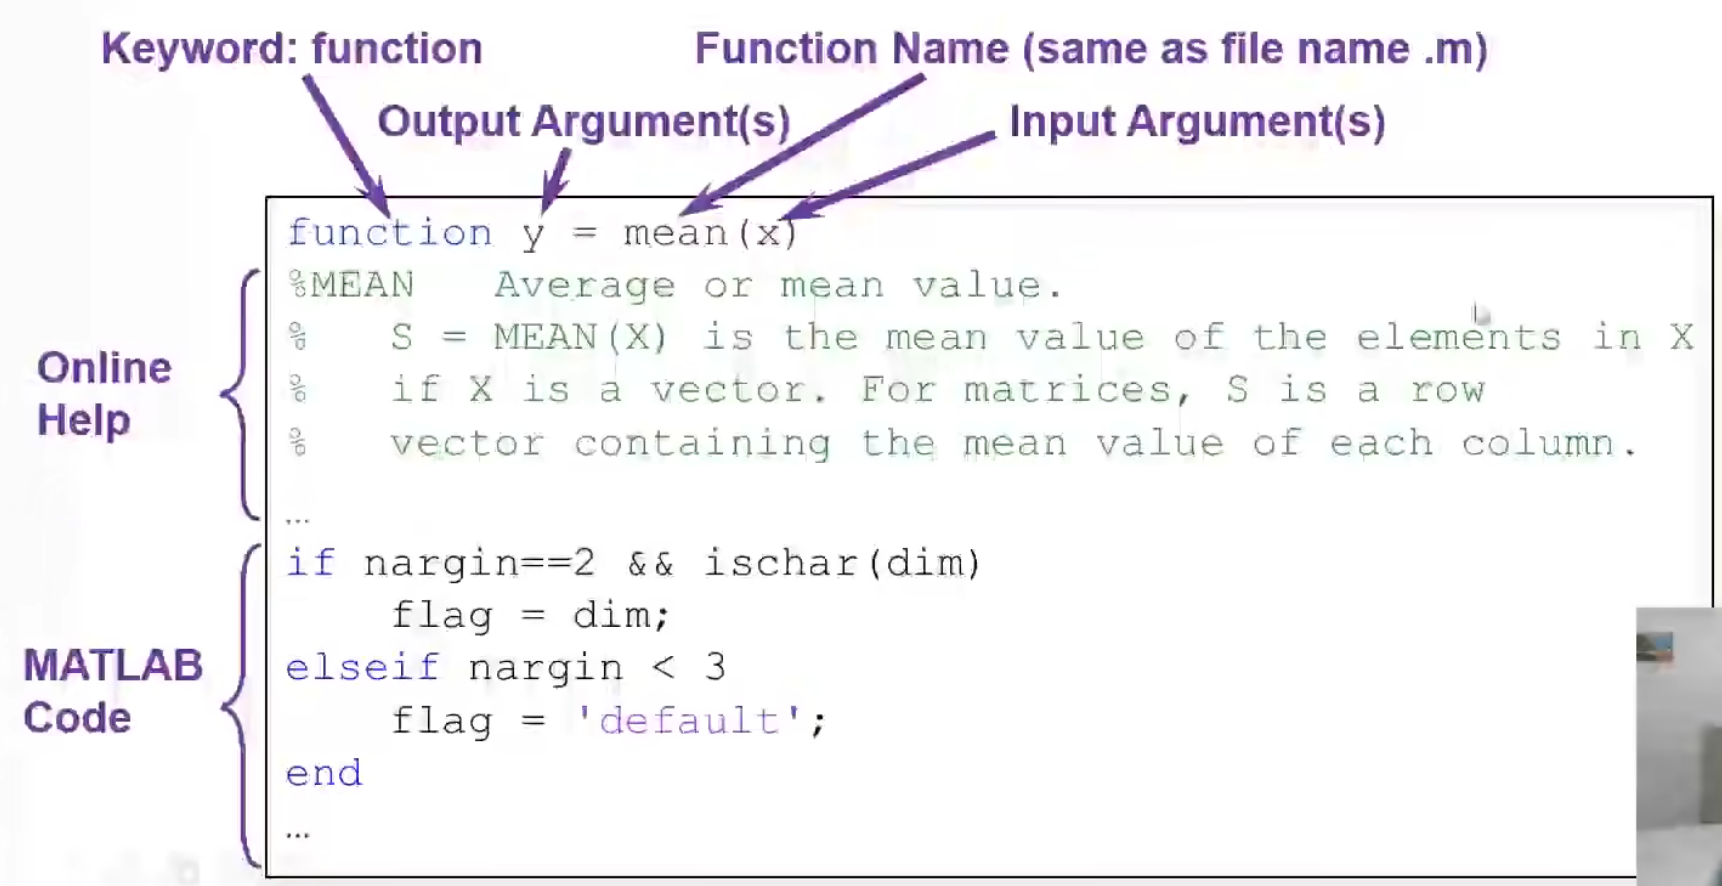 Keyword: function
Function Name (same as file name .m)
Output Argument(s)
Input Argument(s)
function y = mean(x)
%MEAN   Average or mean value.
%   S = MEAN(X) is the mean value of the elements in X
%   if X is a vector. For matrices, S is a row
%   vector containing the mean value of each column.
...
Online
Help
if nargin==2 && ischar(dim)
    flag = dim;
elseif nargin < 3
    flag = 'default';
end
...
MATLAB
Code